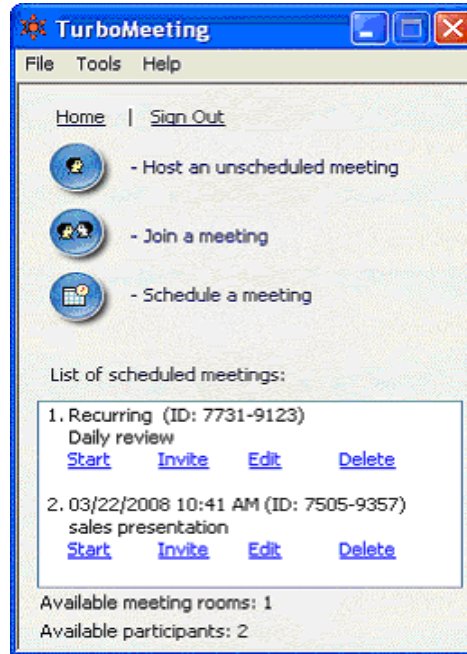 TurboMeeting
File Tools Help
Home | Sign Out
- Host an unscheduled meeting
- Join a meeting
- Schedule a meeting
List of scheduled meetings:
1. Recurring (ID: 7731-9123)
Daily review
Start Invite Edit Delete
2. 03/22/2008 10:41 AM (ID: 7505-9357)
sales presentation
Start Invite Edit Delete
Available meeting rooms: 1
Available participants: 2